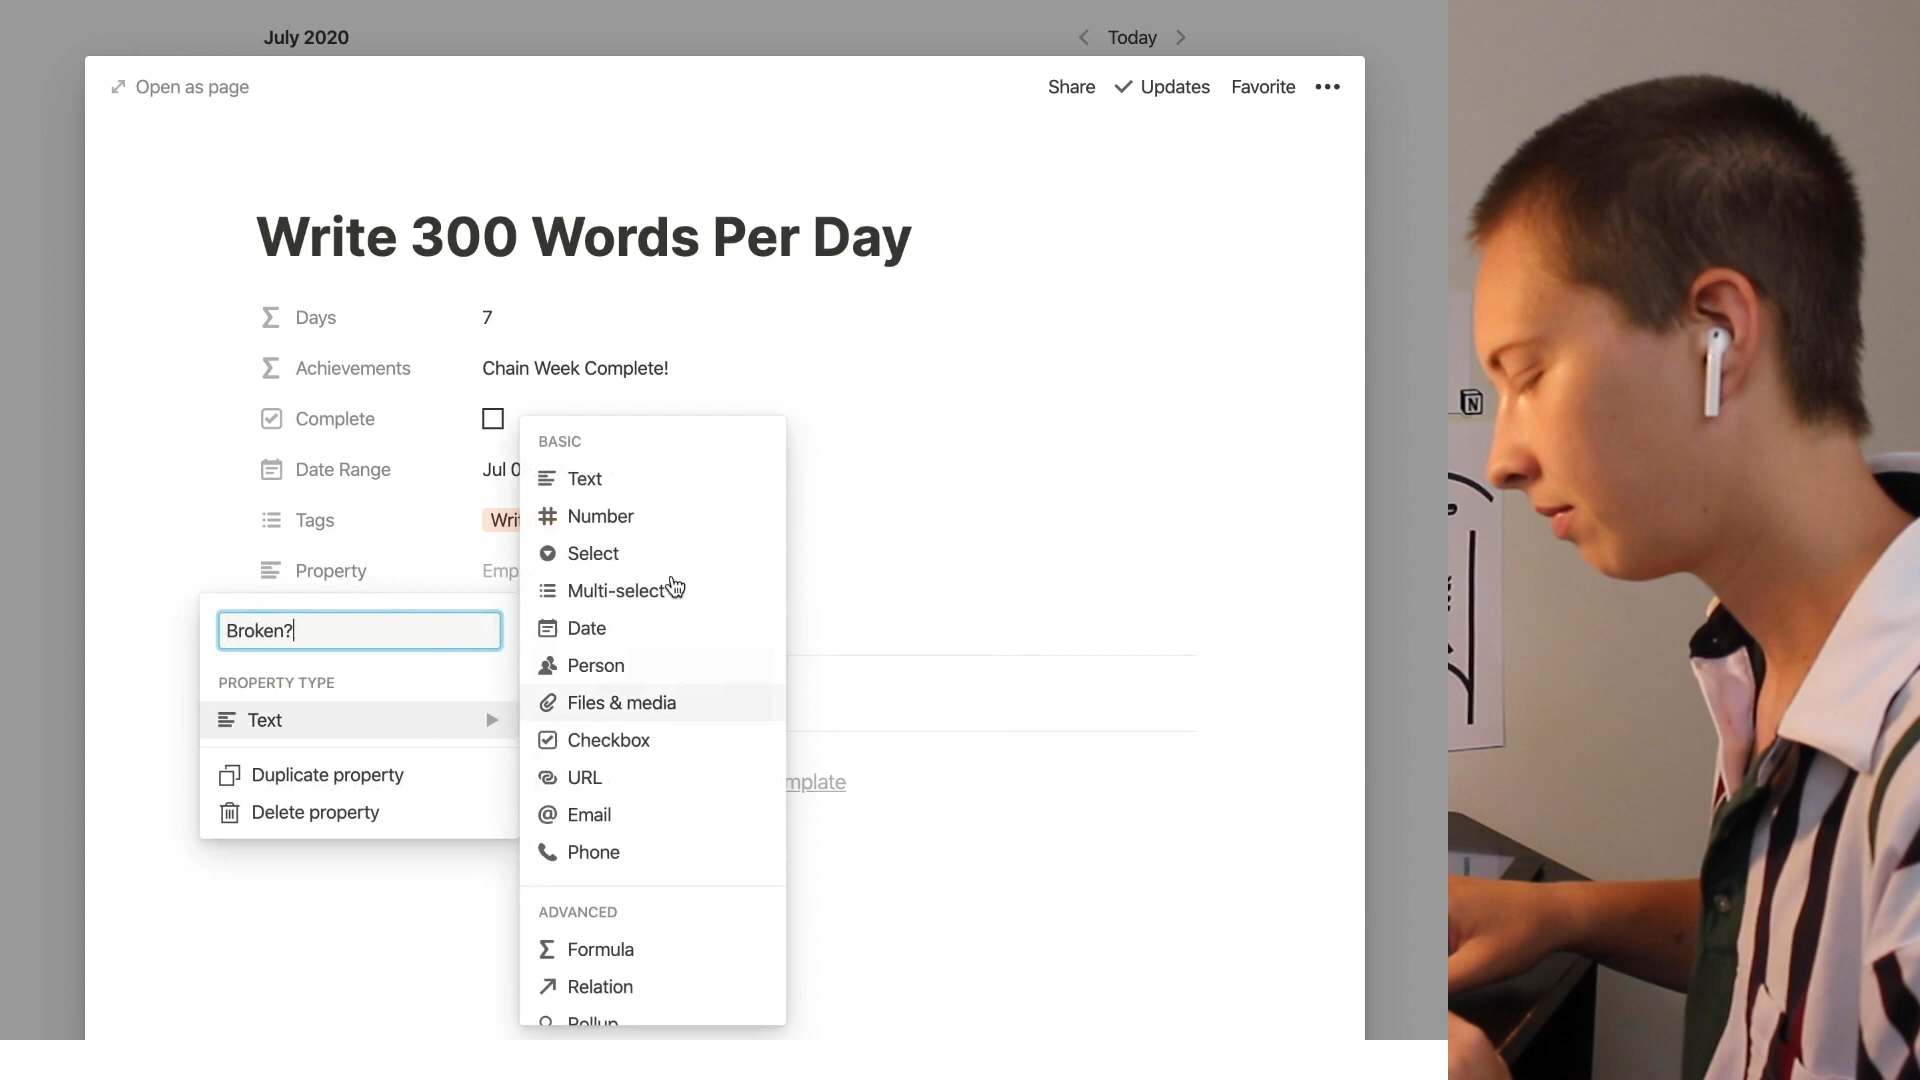 July 2020
Today
Open as page
Share
Updates
Favorite
Write 300 Words Per Day
Days 7
Achievements Chain Week Complete!
Complete
Date Range Jul 0
Tags Writ
Property Emp
Broken?
PROPERTY TYPE
Text
Duplicate property
Delete property
BASIC
Text
Number
Select
Multi-select
Date
Person
Files & media
Checkbox
URL
Email
Phone
ADVANCED
Formula
Relation
Rollup
mplate
N